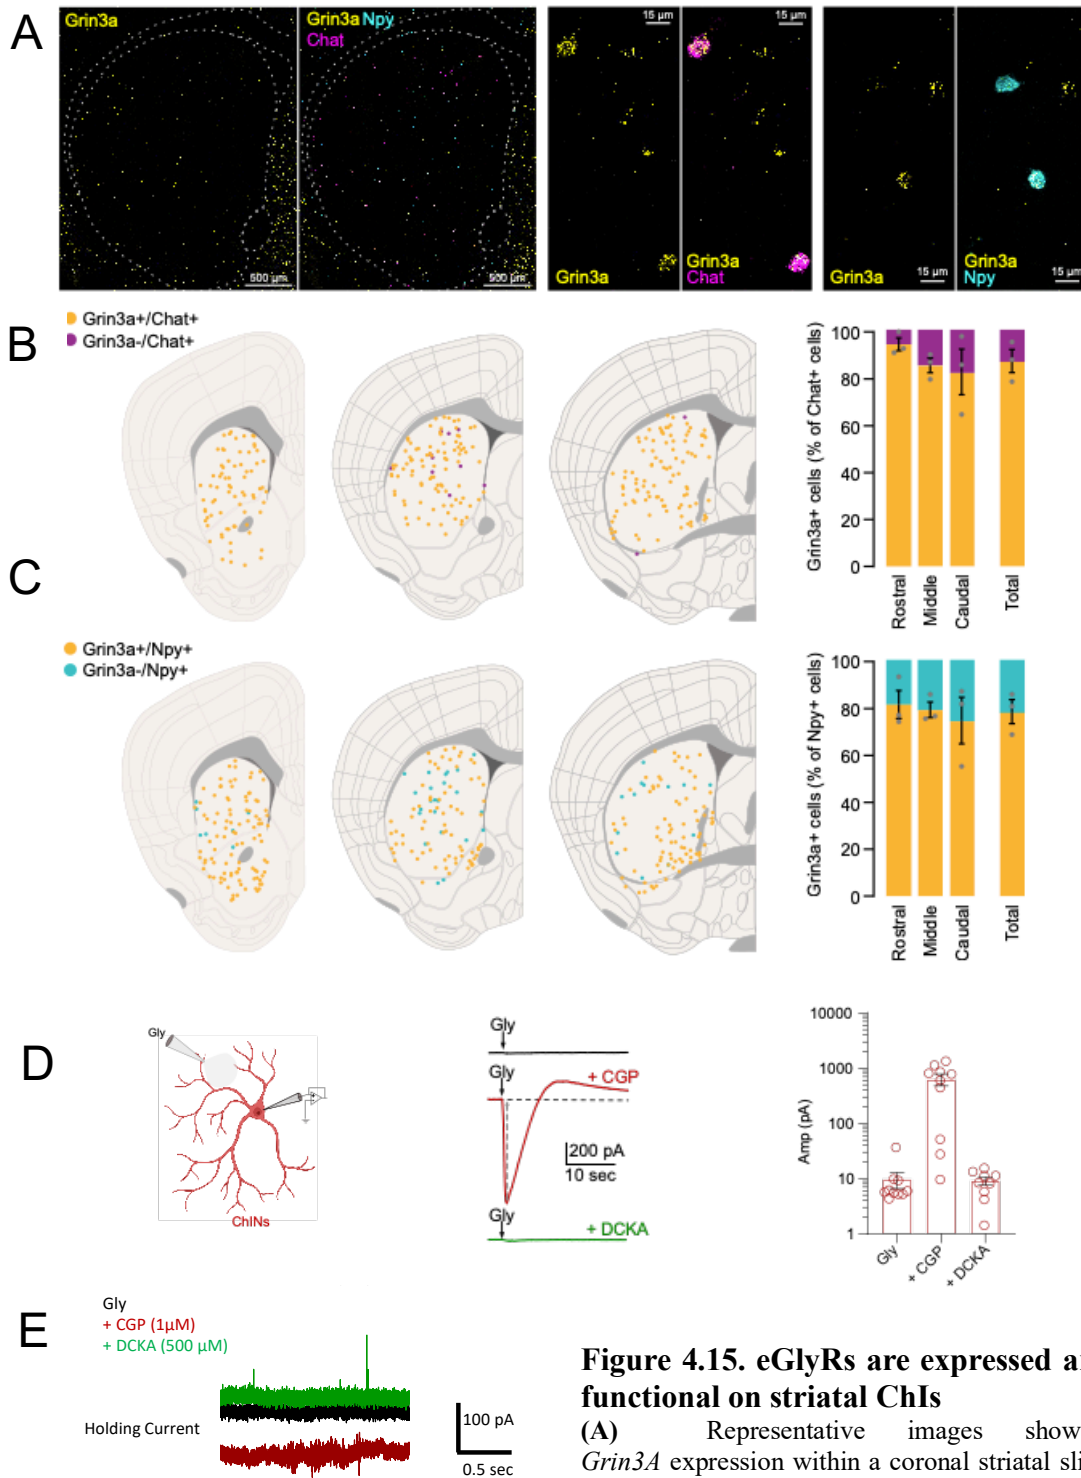 A
Grin3a
Grin3a Npy
Chat
500 µm
500 µm
15 µm
15 µm
Grin3a
Grin3a
Chat
Grin3a
15 µm
Grin3a
Npy
15 µm
B
Grin3a+/Chat+
Grin3a-/Chat+
Grin3a+ cells (% of Chat+ cells)
100
80
60
40
20
0
Rostral
Middle
Caudal
Total
C
Grin3a+/Npy+
Grin3a-/Npy+
Grin3a+ cells (% of Npy+ cells)
100
80
60
40
20
0
Rostral
Middle
Caudal
Total
D
Gly
ChINs
Gly
Gly
+ CGP
200 pA
10 sec
Gly
+ DCKA
Amp (pA)
10000
1000
100
10
1
Gly
+ CGP
+ DCKA
E
Gly
+ CGP (1µM)
+ DCKA (500 µM)
Holding Current
100 pA
0.5 sec
Figure 4.15. eGlyRs are expressed
functional on striatal ChIs
(A) Representative images
Grin3A expression within a coronal striatal